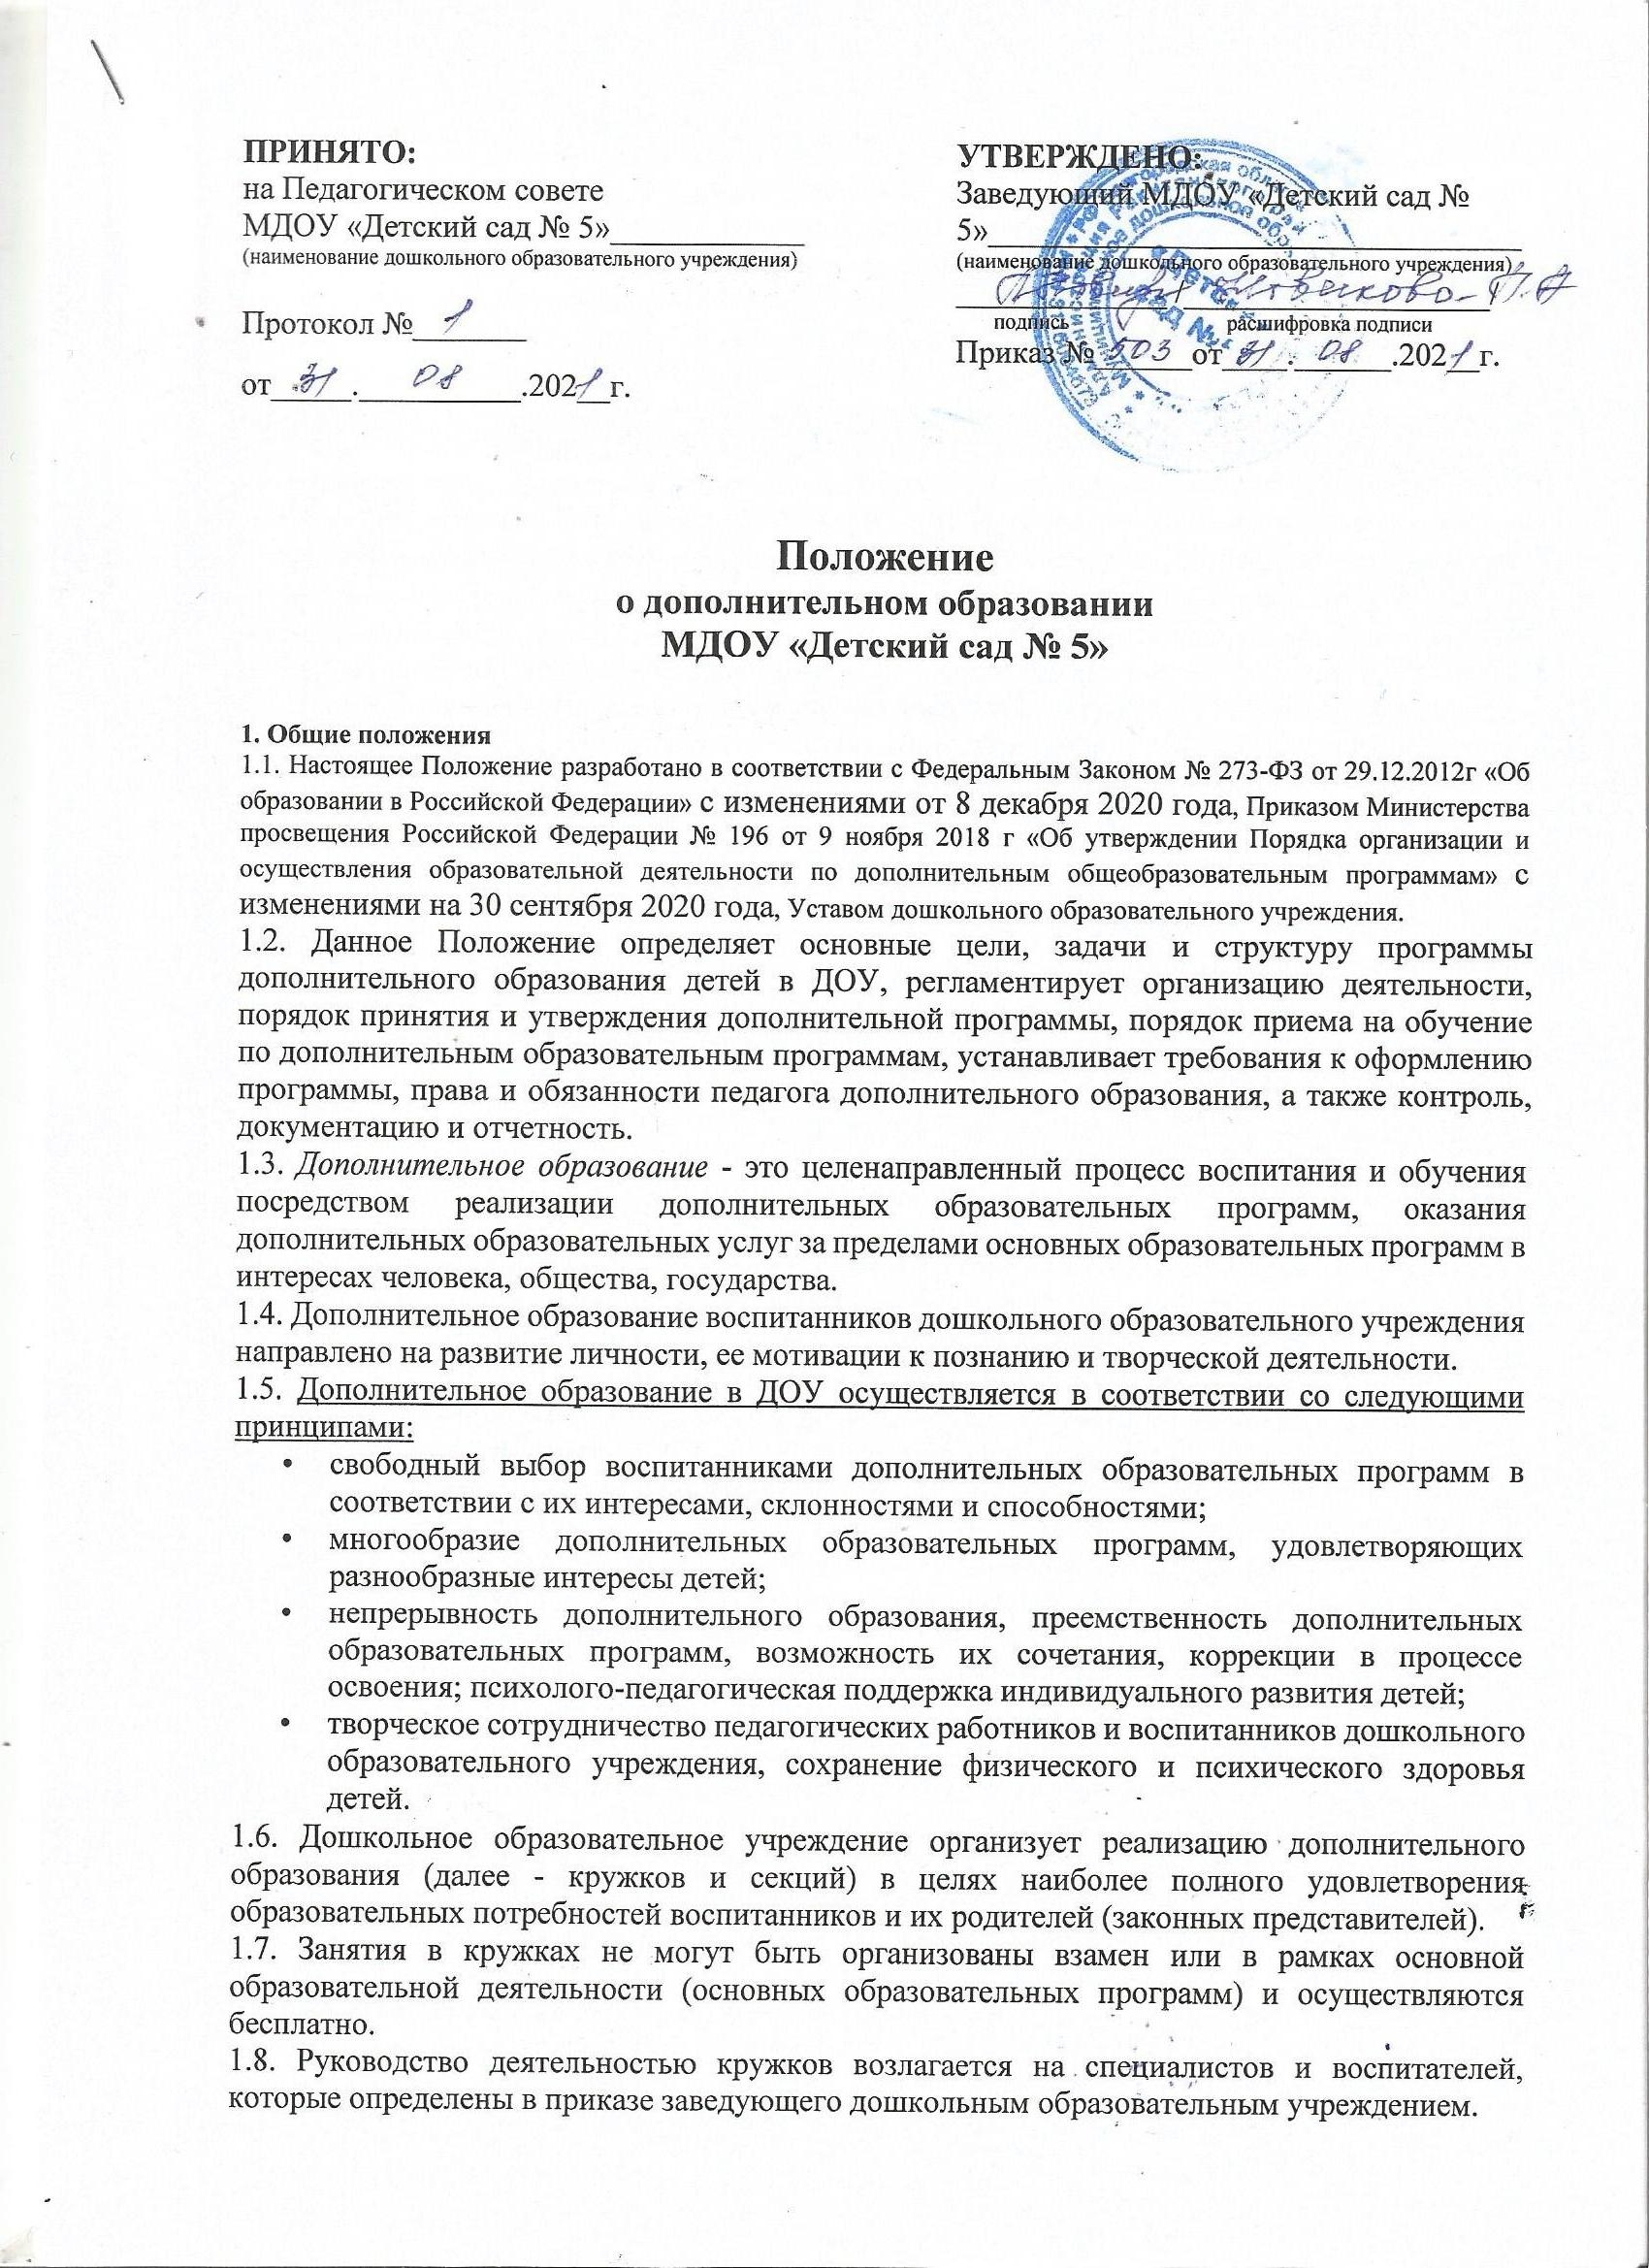 ПРИНЯТО:
на Педагогическом совете
МДОУ «Детский сад № 5»____________
(наименование дошкольного образовательного учреждения)
Протокол № 1
от 31 . 08 .2021 г.
УТВЕРЖДЕНО:
Заведующий МДОУ «Детский сад №
5»
(наименование дошкольного образовательного учреждения)
подпись расшифровка подписи
Приказ № 503 от 31 . 08 .2021 г.
Положение
о дополнительном образовании
МДОУ «Детский сад № 5»
1. Общие положения
1.1. Настоящее Положение разработано в соответствии с Федеральным Законом № 273-ФЗ от 29.12.2012г «Об
образовании в Российской Федерации» с изменениями от 8 декабря 2020 года, Приказом Министерства
просвещения Российской Федерации № 196 от 9 ноября 2018 г «Об утверждении Порядка организации и
осуществления образовательной деятельности по дополнительным общеобразовательным программам» с
изменениями на 30 сентября 2020 года, Уставом дошкольного образовательного учреждения.
1.2. Данное Положение определяет основные цели, задачи и структуру программы
дополнительного образования детей в ДОУ, регламентирует организацию деятельности,
порядок принятия и утверждения дополнительной программы, порядок приема на обучение
по дополнительным образовательным программам, устанавливает требования к оформлению
программы, права и обязанности педагога дополнительного образования, а также контроль,
документацию и отчетность.
1.3. Дополнительное образование - это целенаправленный процесс воспитания и обучения
посредством реализации дополнительных образовательных программ, оказания
дополнительных образовательных услуг за пределами основных образовательных программ в
интересах человека, общества, государства.
1.4. Дополнительное образование воспитанников дошкольного образовательного учреждения
направлено на развитие личности, ее мотивации к познанию и творческой деятельности.
1.5. Дополнительное образование в ДОУ осуществляется в соответствии со следующими
принципами:
• свободный выбор воспитанниками дополнительных образовательных программ в
соответствии с их интересами, склонностями и способностями;
• многообразие дополнительных образовательных программ, удовлетворяющих
разнообразные интересы детей;
• непрерывность дополнительного образования, преемственность дополнительных
образовательных программ, возможность их сочетания, коррекции в процессе
освоения; психолого-педагогическая поддержка индивидуального развития детей;
• творческое сотрудничество педагогических работников и воспитанников дошкольного
образовательного учреждения, сохранение физического и психического здоровья
детей.
1.6. Дошкольное образовательное учреждение организует реализацию дополнительного
образования (далее - кружков и секций) в целях наиболее полного удовлетворения
образовательных потребностей воспитанников и их родителей (законных представителей).
1.7. Занятия в кружках не могут быть организованы взамен или в рамках основной
образовательной деятельности (основных образовательных программ) и осуществляются
бесплатно.
1.8. Руководство деятельностью кружков возлагается на специалистов и воспитателей,
которые определены в приказе заведующего дошкольным образовательным учреждением.